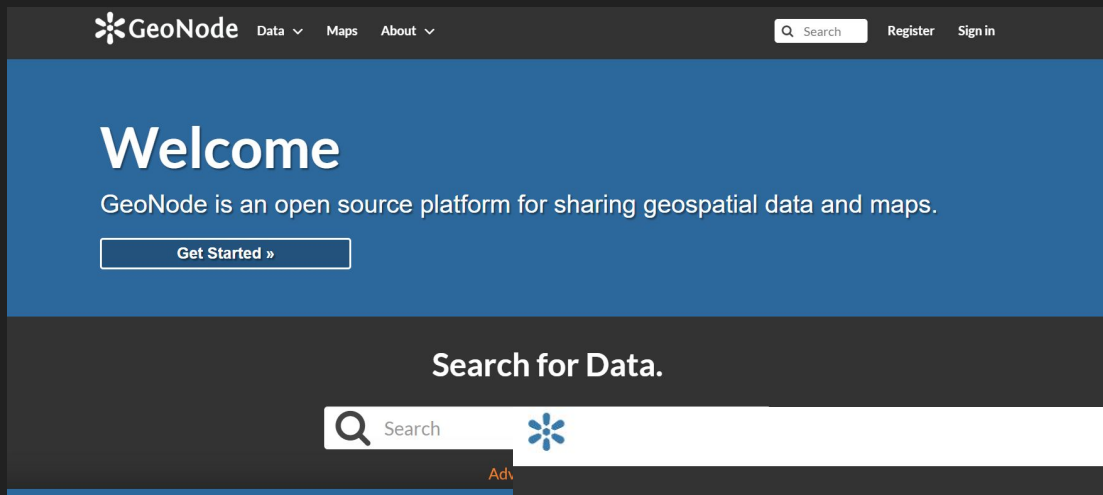 GeoNode Data Maps About Search Register Sign in
Welcome
GeoNode is an open source platform for sharing geospatial data and maps.
Get Started »
Search for Data.
Search